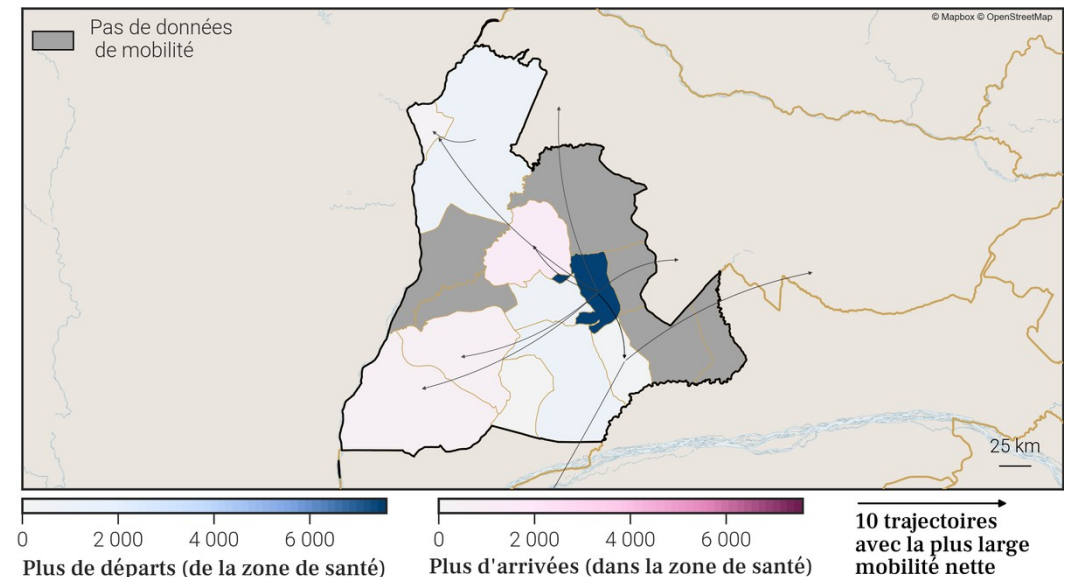 © Mapbox © OpenStreetMap
Pas de données
de mobilité
25 km
0 2 000 4 000 6 000
Plus de départs (de la zone de santé)
0 2 000 4 000 6 000
Plus d'arrivées (dans la zone de santé)
10 trajectoires
avec la plus large
mobilité nette